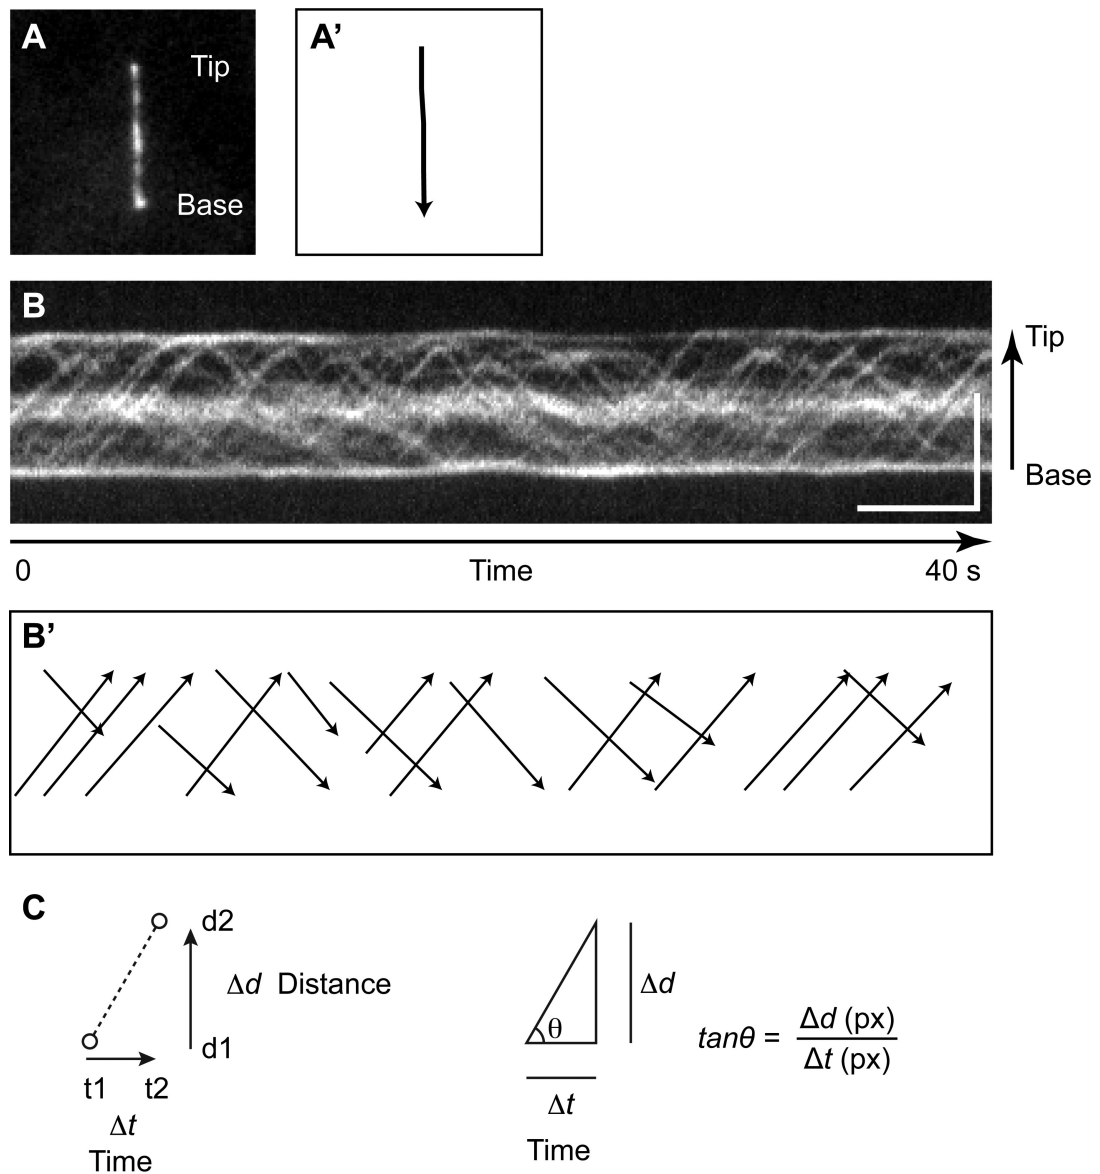 A
Tip
Base
A’
B
Tip
Base
0
Time
40 s
B’
C
d2
Δd Distance
d1
t1
t2
Δt
Time
θ
Δd
Δt
Time
tanθ = Δd (px)
Δt (px)